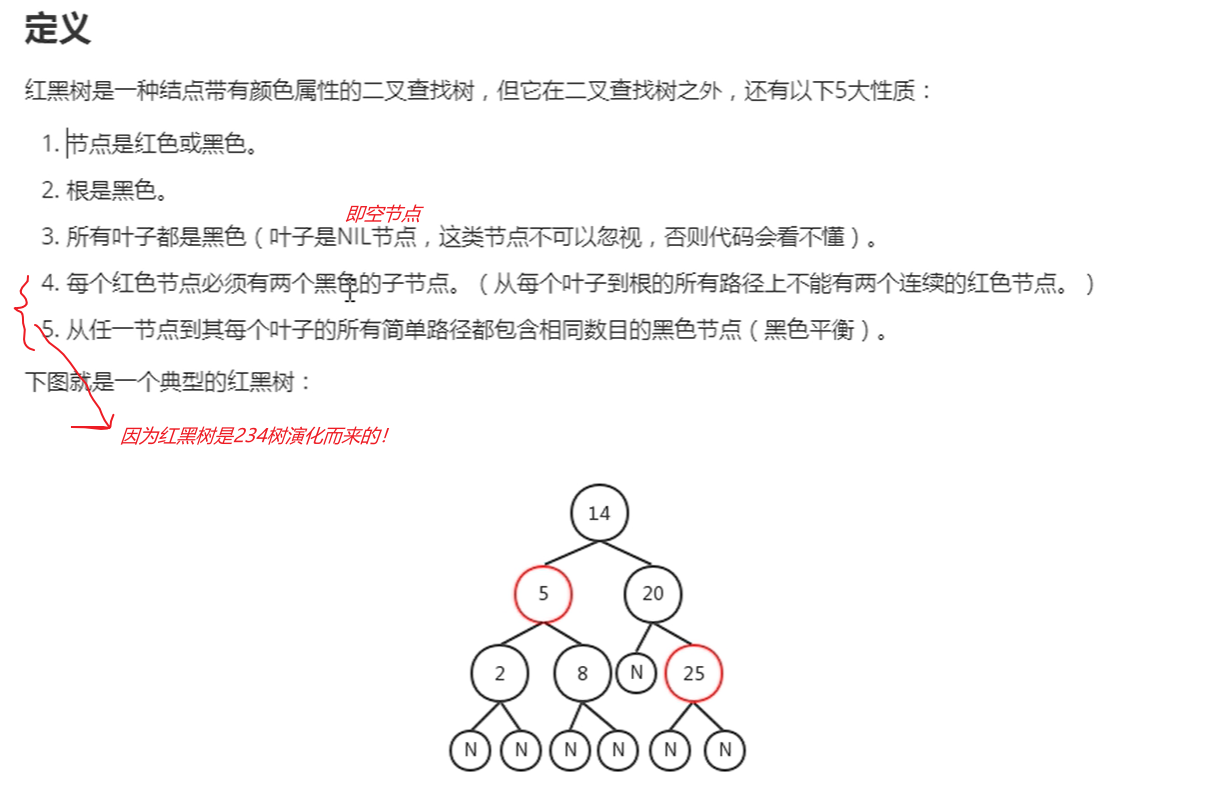 定义
红黑树是一种结点带有颜色属性的二叉查找树，但它在二叉查找树之外，还有以下5大性质：
1. 节点是红色或黑色。
2. 根是黑色。
即空节点
3. 所有叶子都是黑色（叶子是NIL节点，这类节点不可以忽视，否则代码会看不懂）。
4. 每个红色节点必须有两个黑色的子节点。（从每个叶子到根的所有路径上不能有两个连续的红色节点。）
5. 从任一节点到其每个叶子的所有简单路径都包含相同数目的黑色节点（黑色平衡）。
下图就是一个典型的红黑树：
因为红黑树是234树演化而来的！
14
5 20
2 8 N 25
N N N N N N